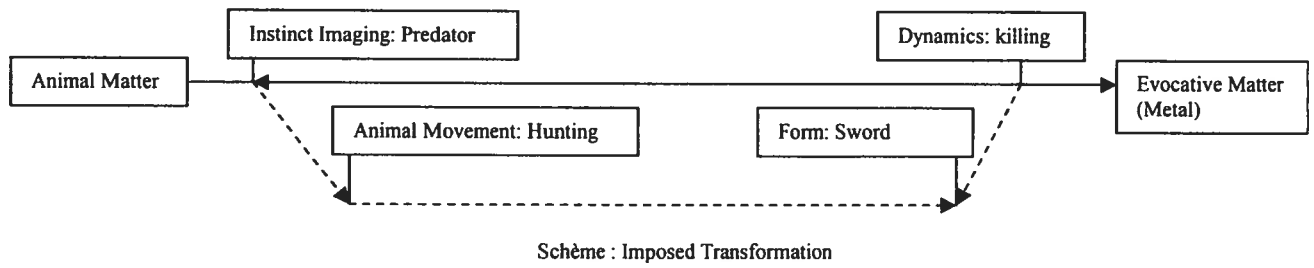 Instinct Imaging: Predator
Dynamics: killing
Animal Matter
Evocative Matter
(Metal)
Animal Movement: Hunting
Form: Sword
Schème : Imposed Transformation